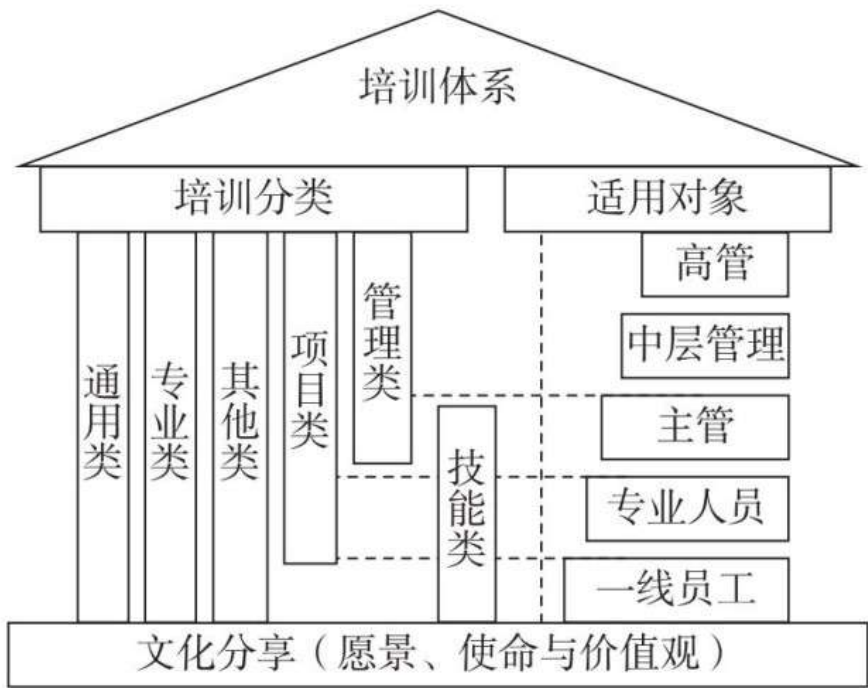 培训体系
培训分类
适用对象
通用类
专业类
其他类
项目类
管理类
技能类
高管
中层管理
主管
专业人员
一线员工
文化分享（愿景、使命与价值观）